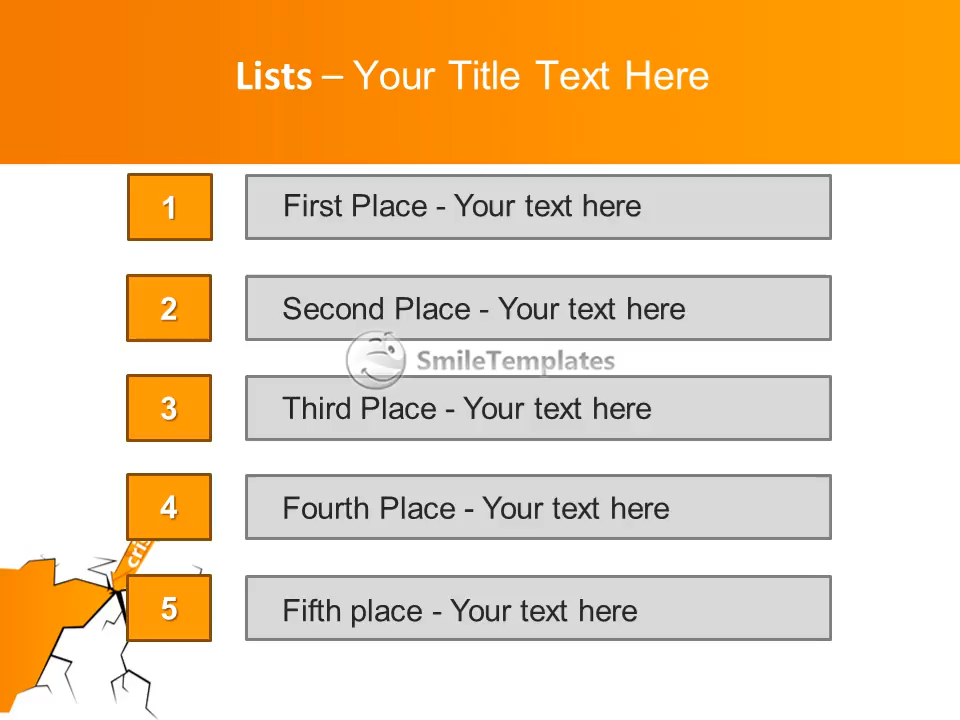 Lists – Your Title Text Here
1
First Place - Your text here
2
Second Place - Your text here
SmileTemplates
3
Third Place - Your text here
4
Fourth Place - Your text here
5
Fifth place - Your text here